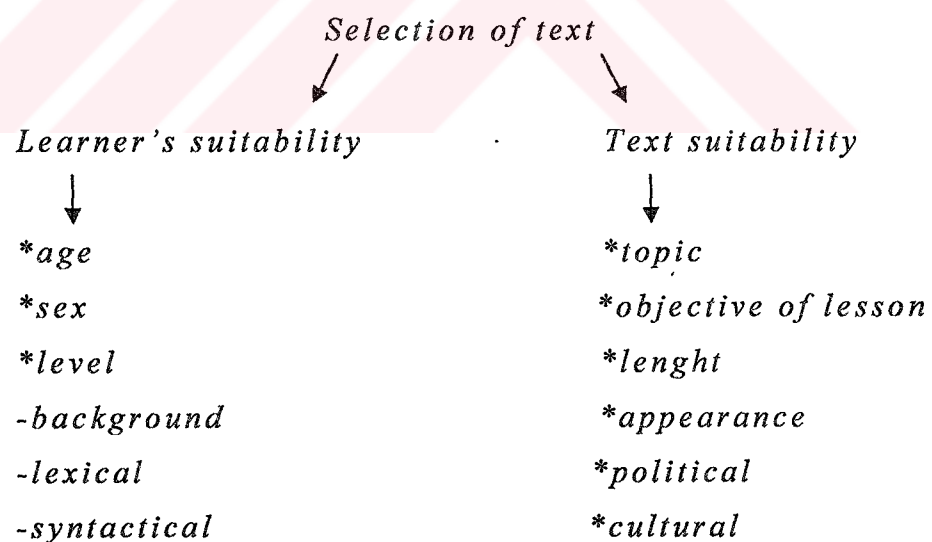 Selection of text
Learner's suitability
*age
*sex
*level
-background
-lexical
-syntactical
Text suitability
*topic
*objective of lesson
*lenght
*appearance
*political
*cultural